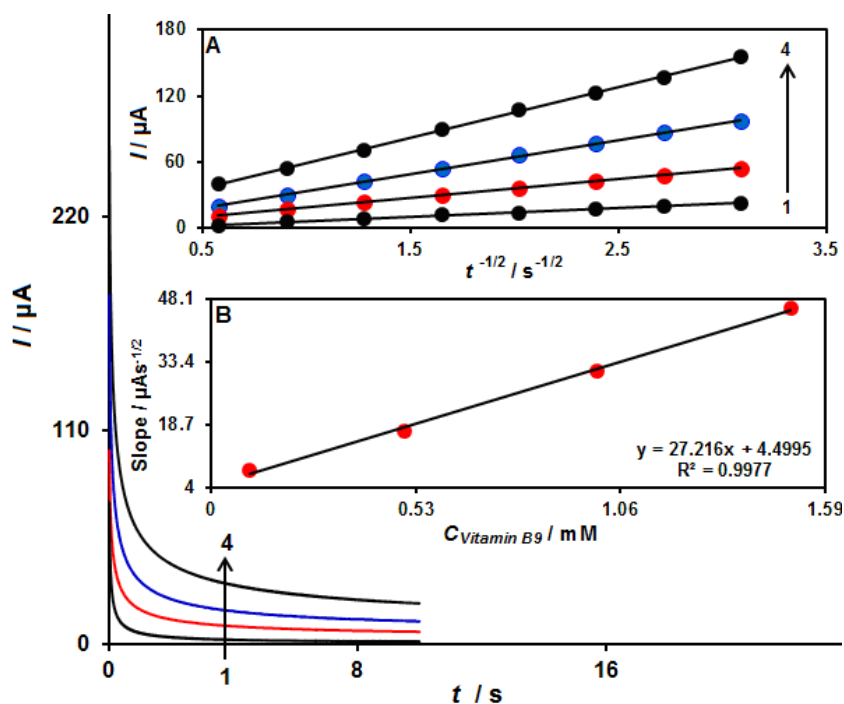 A
I / µA
180
120
60
0
0.5
1.5
2.5
3.5
t -1/2 / s-1/2
4
1
B
Slope / µAs-1/2
48.1
33.4
18.7
4
0
0.53
1.06
1.59
y = 27.216x + 4.4995
R² = 0.9977
C Vitamin B9 / mM
I / µA
220
110
0
4
1
0
8
16
t / s